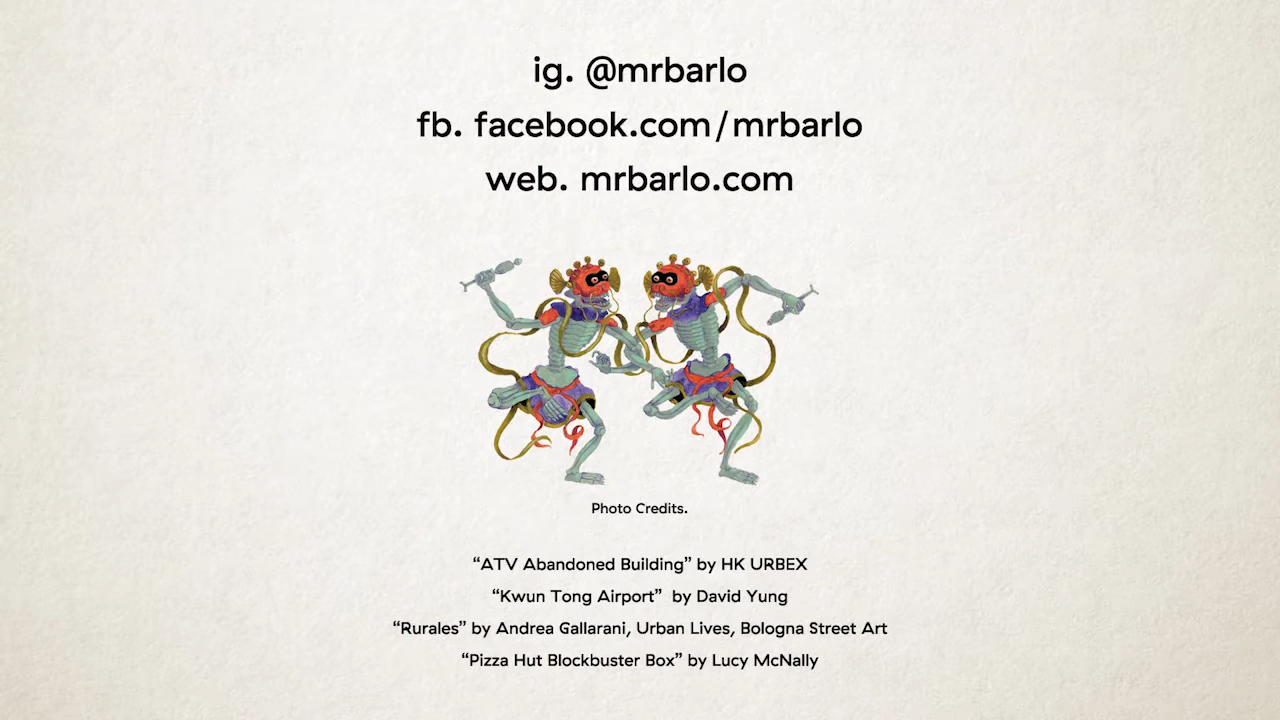 ig. @mrbarlo
fb. facebook.com/mrbarlo
web. mrbarlo.com
Photo Credits.
“ATV Abandoned Building” by HK URBEX
“Kwun Tong Airport”  by David Yung
“Rurales” by Andrea Gallarani, Urban Lives, Bologna Street Art
“Pizza Hut Blockbuster Box” by Lucy McNally